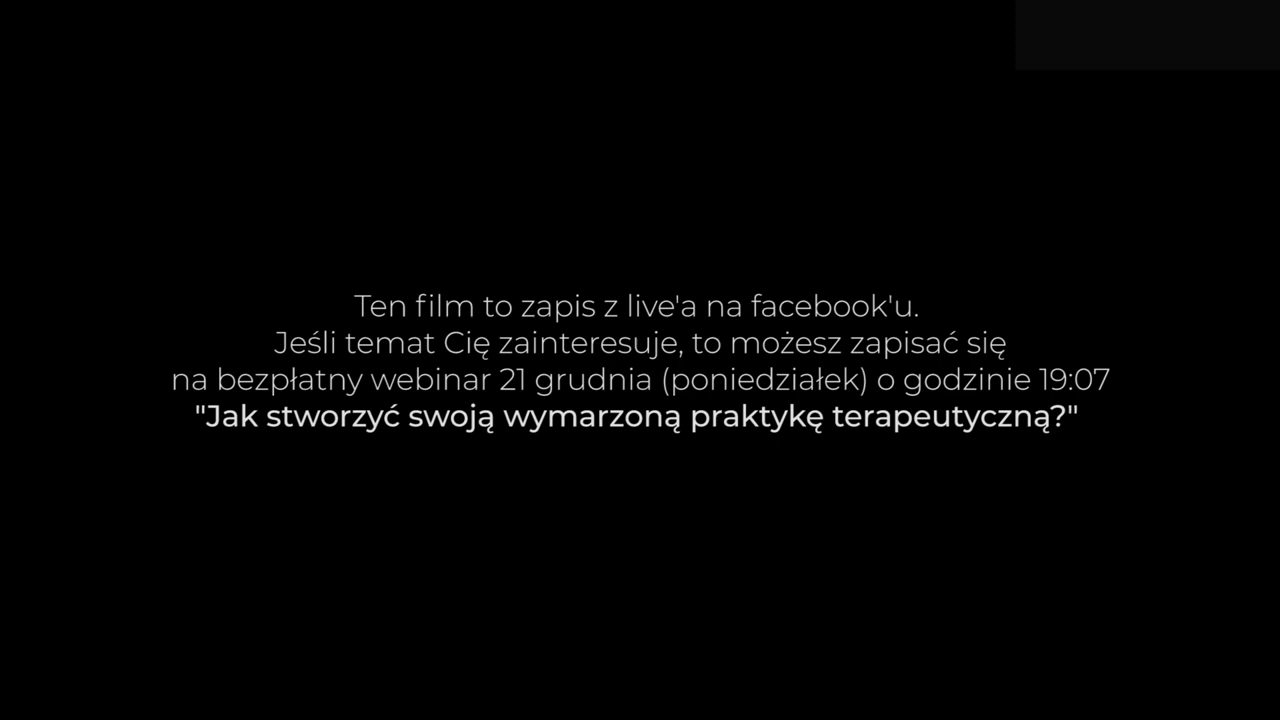 Ten film to zapis z live'a na facebook'u.
Jeśli temat Cię zainteresuje, to możesz zapisać się
na bezpłatny webinar 21 grudnia (poniedziałek) o godzinie 19:07
"Jak stworzyć swoją wymarzoną praktykę terapeutyczną?"